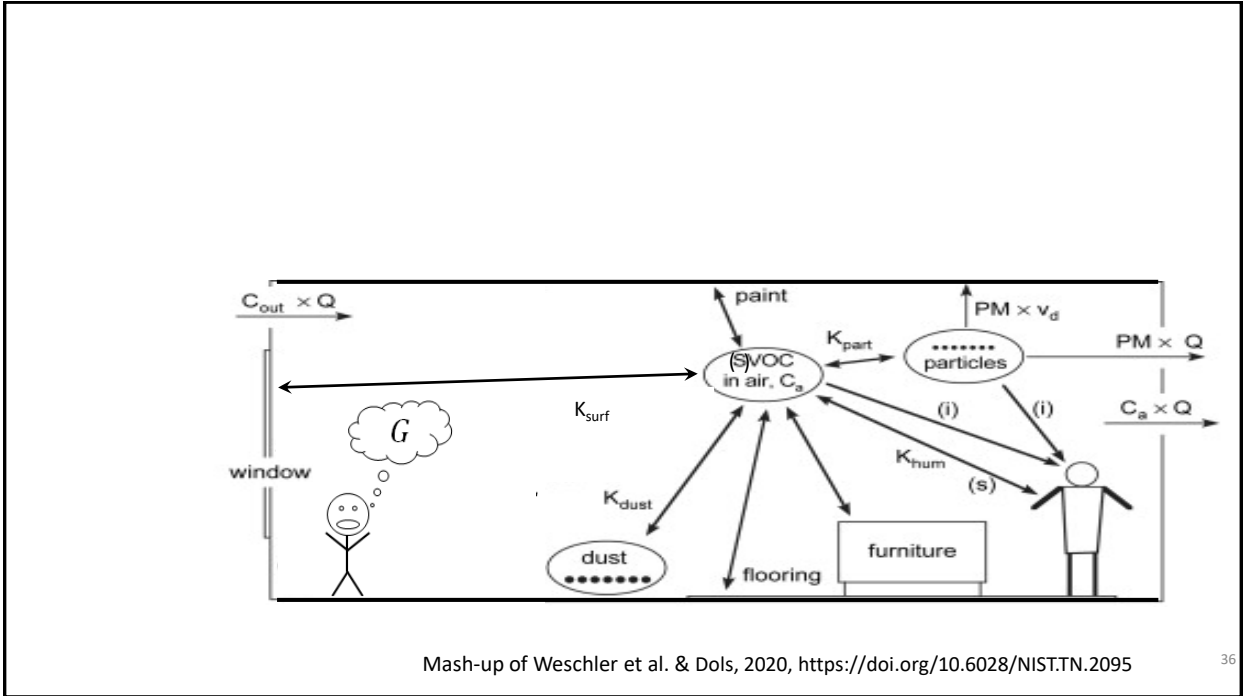 C_out × Q
paint
PM × v_d
K_part
particles
PM × Q
(S)VOC
in air, C_a
K_surf
(i)
(i)
C_a × Q
G
K_hum
window
(s)
K_dust
dust
furniture
flooring
Mash-up of Weschler et al. & Dols, 2020, https://doi.org/10.6028/NIST.TN.2095
36